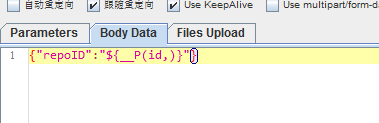 自动重定向 跟随重定向 Use KeepAlive Use multipart/form-da
Parameters Body Data Files Upload
1 {"repoID":"${__P(id,)}"}